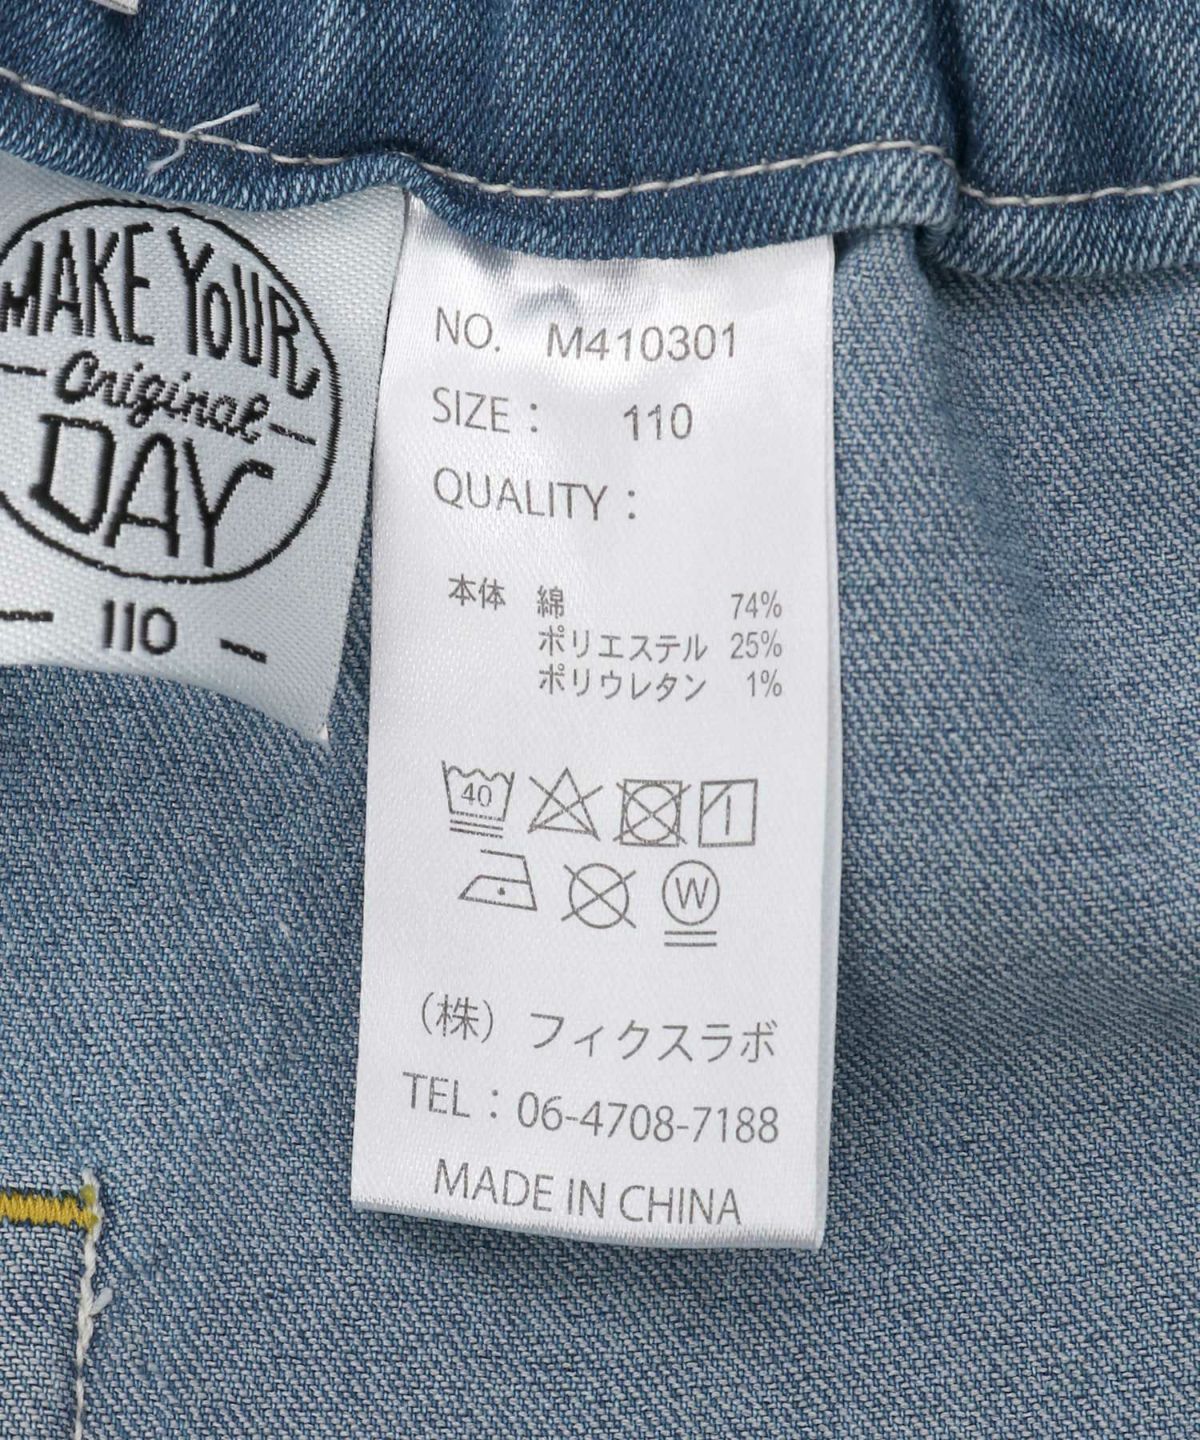 MAKE YOUR
Original
DAY
110
NO. M410301
SIZE： 110
QUALITY：
本体 綿 74%
ポリエステル 25%
ポリウレタン 1%
40
W
（株）フィクスラボ
TEL：06-4708-7188
MADE IN CHINA